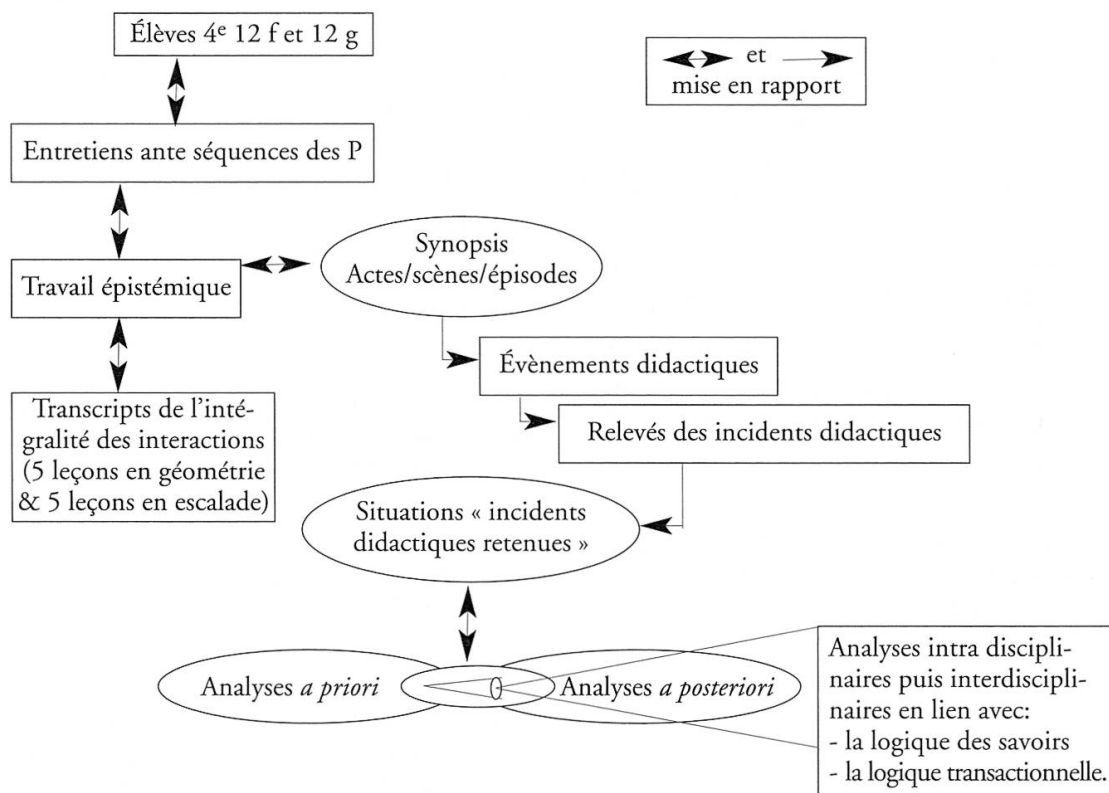 Élèves 4e 12 f et 12 g
et
mise en rapport
Entretiens ante séquences des P
Travail épistémique
Synopsis
Actes/scènes/épisodes
Évènements didactiques
Transcripts de l’inté-
gralité des interactions
(5 leçons en géométrie
& 5 leçons en escalade)
Relevés des incidents didactiques
Situations « incidents
didactiques retenues »
Analyses a priori
Analyses a posteriori
Analyses intra discipli-
naires puis interdiscipli-
naires en lien avec:
- la logique des savoirs
- la logique transactionnelle.